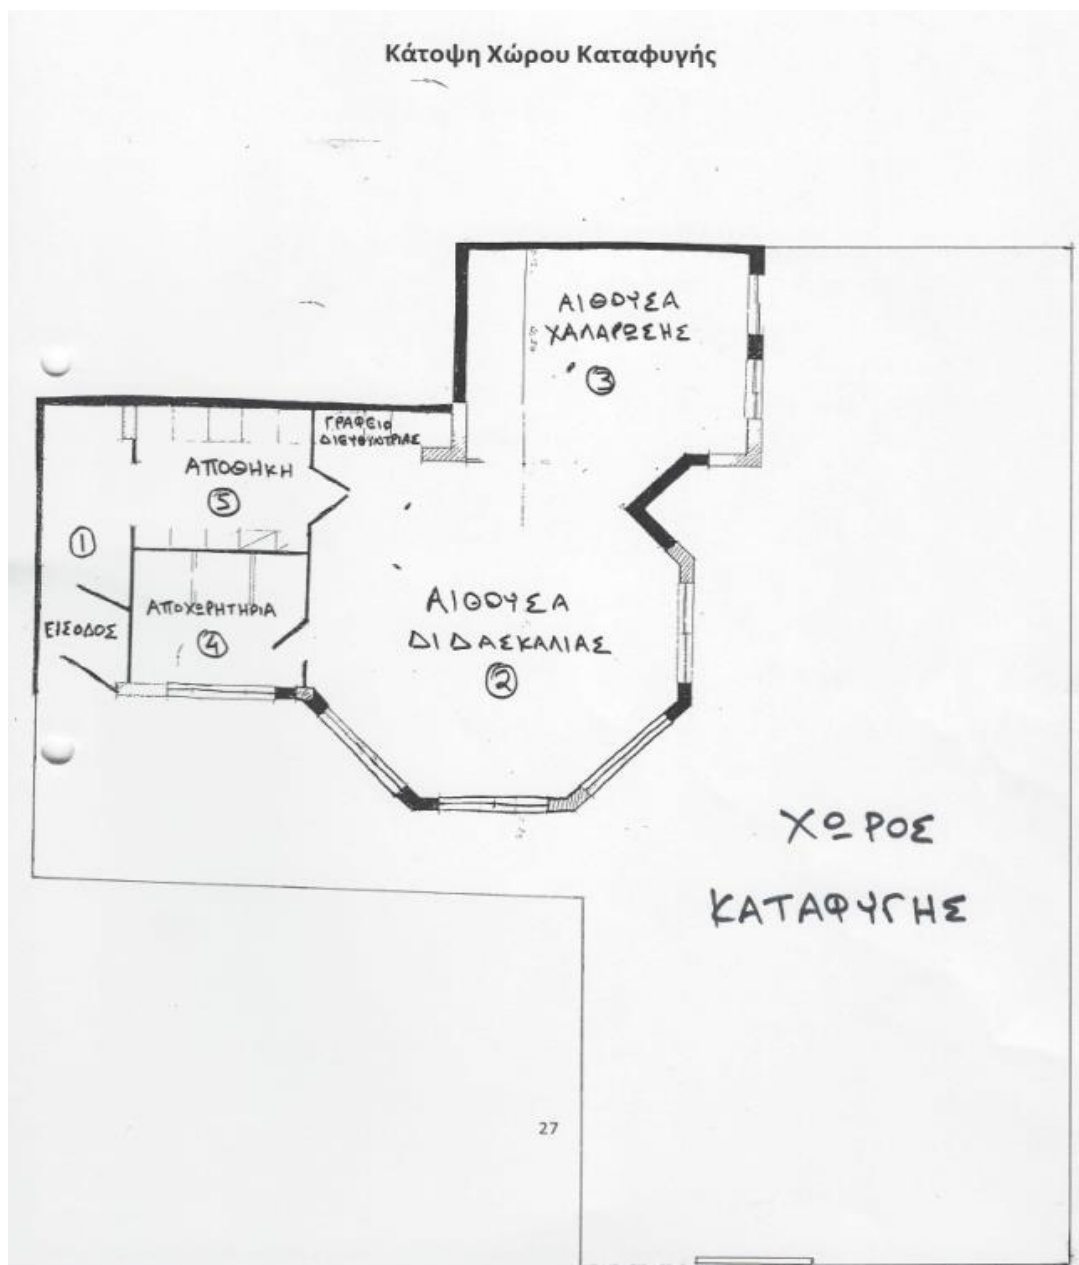 Κάτοψη Χώρου Καταφυγής
ΑΙΘΟΥΣΑ
ΧΑΛΑΡΩΣΗΣ
3
ΓΡΑΦΕΙΟ
ΔΙΕΥΘΥΝΤΡΙΑΣ
ΑΠΟΘΗΚΗ
5
1
ΑΠΟΧΩΡΗΤΗΡΙΑ
4
ΕΙΣΟΔΟΣ
ΑΙΘΟΥΣΑ
ΔΙΔΑΣΚΑΛΙΑΣ
2
ΧΩΡΟΣ
ΚΑΤΑΦΥΓΗΣ
27